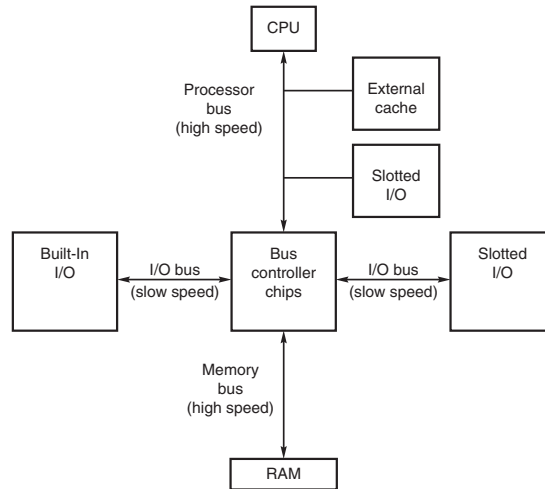 CPU
Processor
bus
(high speed)
External
cache
Slotted
I/O
Built-In
I/O
I/O bus
(slow speed)
Bus
controller
chips
I/O bus
(slow speed)
Slotted
I/O
Memory
bus
(high speed)
RAM